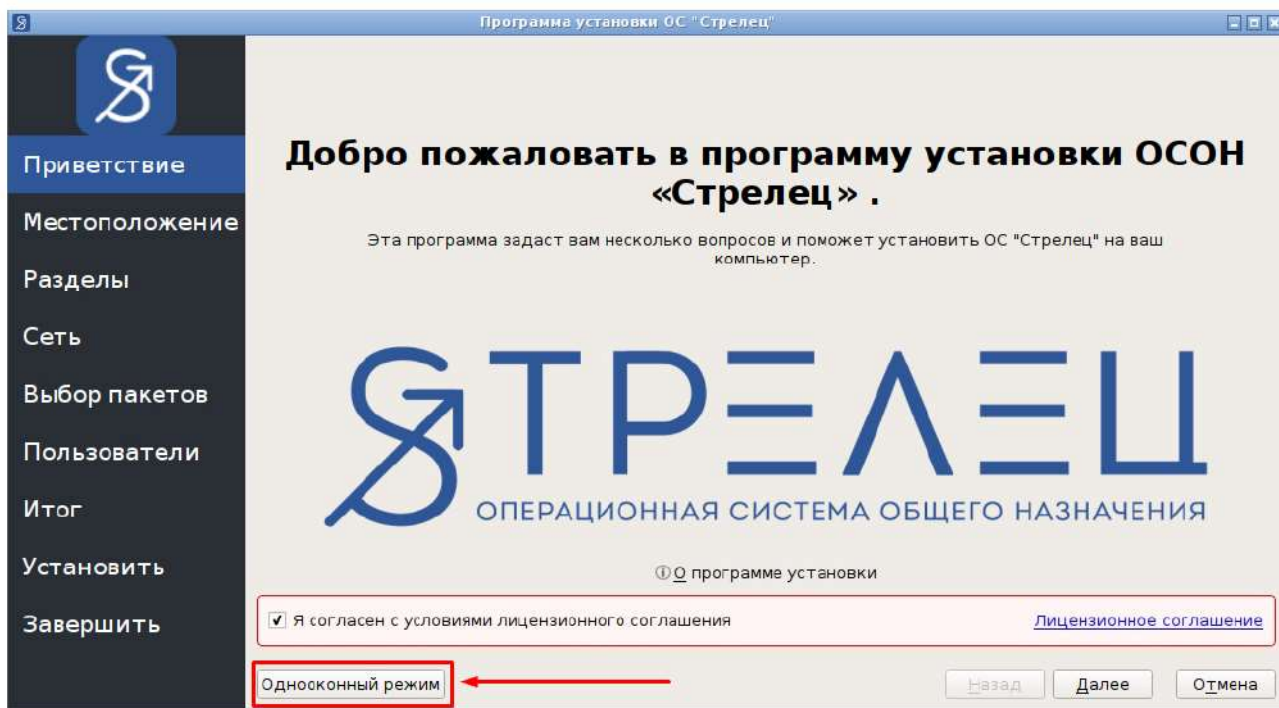 Программа установки ОС "Стрелец"
Приветствие
Местоположение
Разделы
Сеть
Выбор пакетов
Пользователи
Итог
Установить
Завершить
Добро пожаловать в программу установки ОСОН
«Стрелец» .
Эта программа задаст вам несколько вопросов и поможет установить ОС "Стрелец" на ваш
компьютер.
СТРЕЛЕЦ
ОПЕРАЦИОННАЯ СИСТЕМА ОБЩЕГО НАЗНАЧЕНИЯ
О программе установки
Я согласен с условиями лицензионного соглашения
Лицензионное соглашение
Однооконный режим
Назад
Далее
Отмена